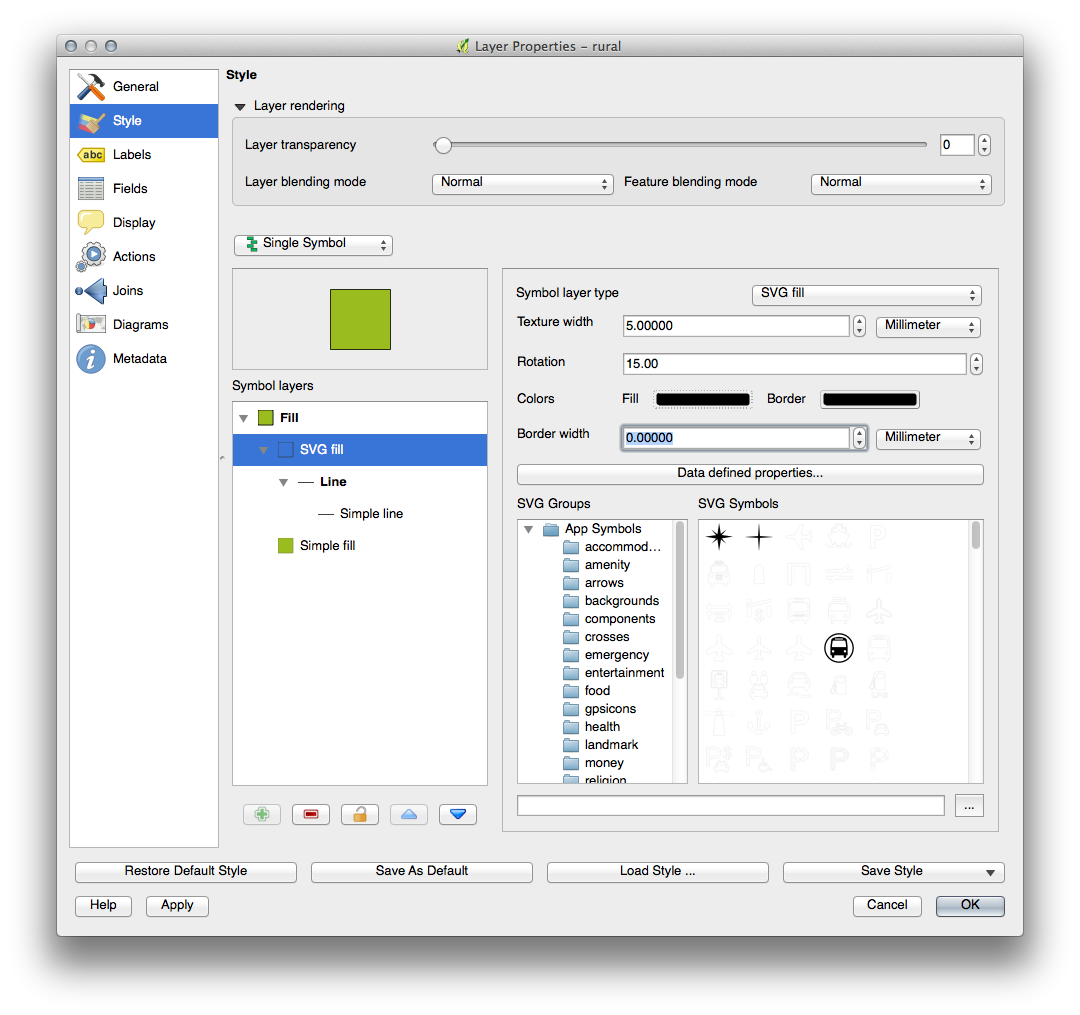 Layer Properties – rural
General
Style
Labels
Fields
Display
Actions
Joins
Diagrams
Metadata
abc
Style
Layer rendering
Layer transparency
0
Layer blending mode
Normal
Feature blending mode
Normal
Single Symbol
Symbol layers
Fill
SVG fill
Line
Simple line
Simple fill
Symbol layer type
SVG fill
Texture width
5.00000
Millimeter
Rotation
15.00
Colors
Fill
Border
Border width
0.00000
Millimeter
Data defined properties...
SVG Groups
App Symbols
accommod...
amenity
arrows
backgrounds
components
crosses
emergency
entertainment
food
gpsicons
health
landmark
money
religion
SVG Symbols
...
Restore Default Style
Save As Default
Load Style ...
Save Style
Help
Apply
Cancel
OK